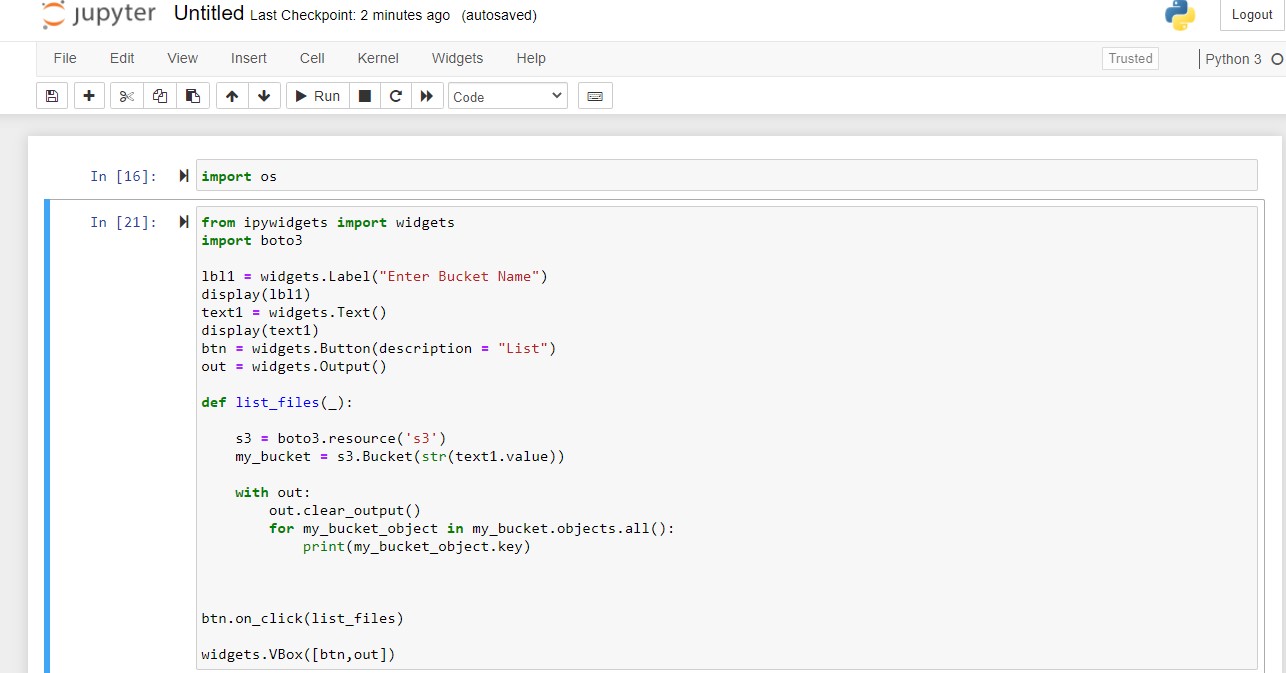 jupyter Untitled Last Checkpoint: 2 minutes ago (autosaved) Logout
File Edit View Insert Cell Kernel Widgets Help Trusted Python 3
Run Code
In [16]: import os
In [21]: from ipywidgets import widgets
import boto3
lbl1 = widgets.Label("Enter Bucket Name")
display(lbl1)
text1 = widgets.Text()
display(text1)
btn = widgets.Button(description = "List")
out = widgets.Output()
def list_files(_):
    s3 = boto3.resource('s3')
    my_bucket = s3.Bucket(str(text1.value))
    with out:
        out.clear_output()
        for my_bucket_object in my_bucket.objects.all():
            print(my_bucket_object.key)
btn.on_click(list_files)
widgets.VBox([btn,out])